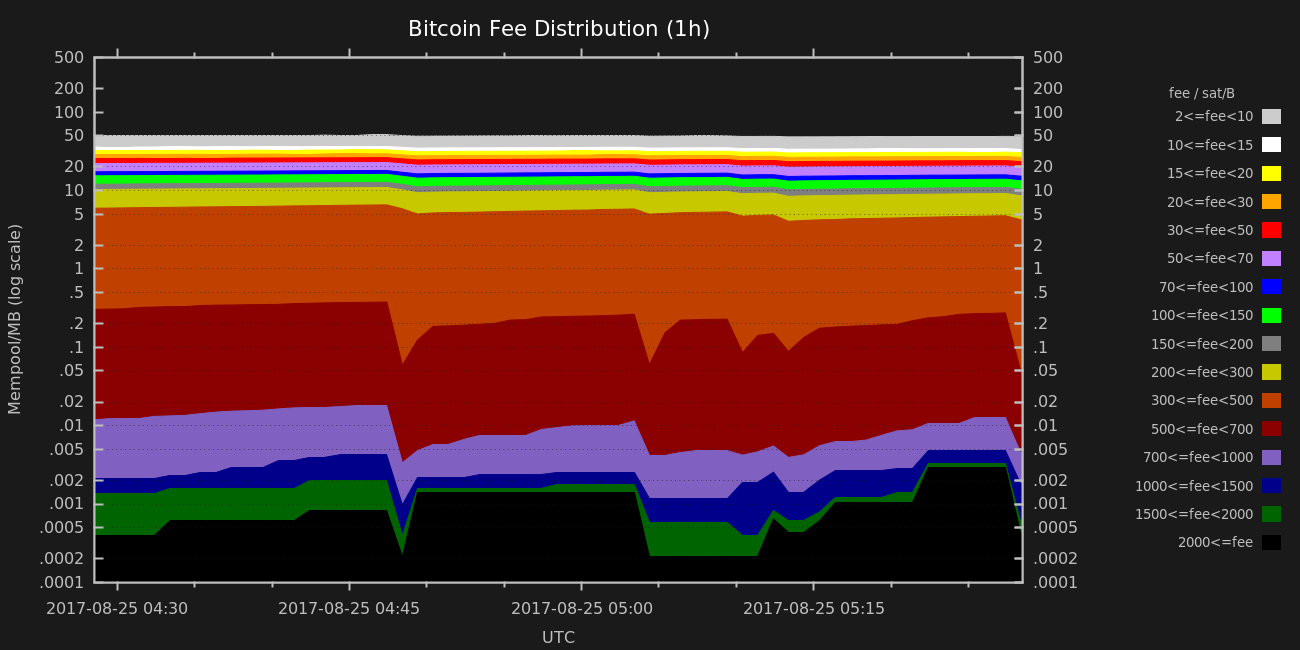 Bitcoin Fee Distribution (1h)
500 500
200 200
100 100
50 50
20 20
10 10
5 5
2 2
1 1
.5 .5
.2 .2
.1 .1
.05 .05
.02 .02
.01 .01
.005 .005
.002 .002
.001 .001
.0005 .0005
.0002 .0002
.0001 .0001
Mempool/MB (log scale)
2017-08-25 04:30 2017-08-25 04:45 2017-08-25 05:00 2017-08-25 05:15
UTC
fee / sat/B
2<=fee<10
10<=fee<15
15<=fee<20
20<=fee<30
30<=fee<50
50<=fee<70
70<=fee<100
100<=fee<150
150<=fee<200
200<=fee<300
300<=fee<500
500<=fee<700
700<=fee<1000
1000<=fee<1500
1500<=fee<2000
2000<=fee